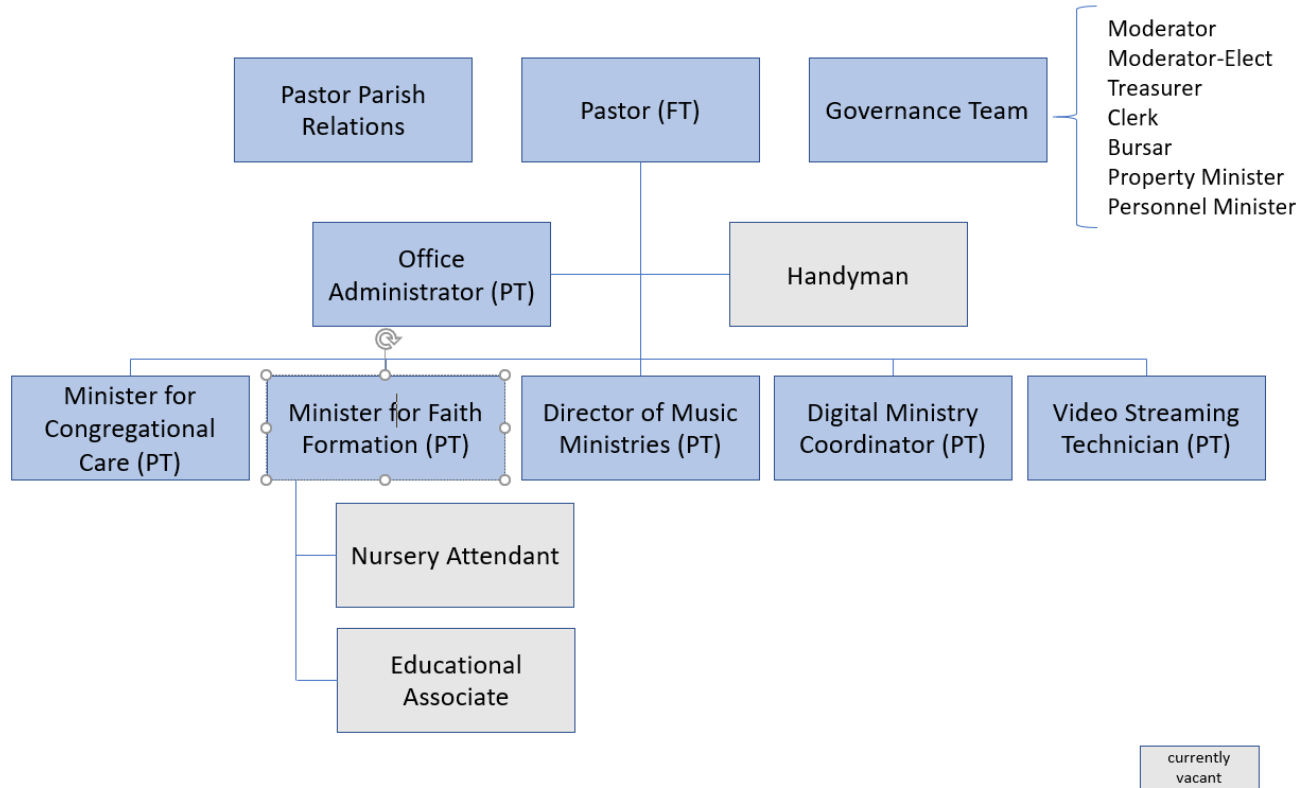 Pastor Parish
Relations
Pastor (FT)
Governance Team
Moderator
Moderator-Elect
Treasurer
Clerk
Bursar
Property Minister
Personnel Minister
Office
Administrator (PT)
Handyman
Minister for
Congregational
Care (PT)
Minister for Faith
Formation (PT)
Director of Music
Ministries (PT)
Digital Ministry
Coordinator (PT)
Video Streaming
Technician (PT)
Nursery Attendant
Educational
Associate
currently
vacant